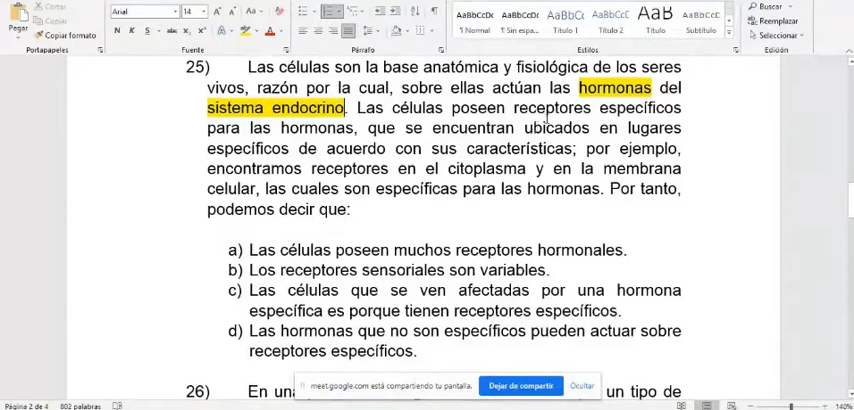 Cortar
Copiar formato
Pegar
Portapapeles
Arial
14
Aa
N
K
S
Fuente
Párrafo
AaBbCcDc
AaBbCcDc
AaBbCc
AaBbCcD
AaB
AaBbCcD
¶ Normal
¶ Sin espa...
Título 1
Título 2
Título
Subtítulo
Estilos
Buscar
Reemplazar
Seleccionar
Edición
25) Las células son la base anatómica y fisiológica de los seres
vivos, razón por la cual, sobre ellas actúan las hormonas del
sistema endocrino. Las células poseen receptores específicos
para las hormonas, que se encuentran ubicados en lugares
específicos de acuerdo con sus características; por ejemplo,
encontramos receptores en el citoplasma y en la membrana
celular, las cuales son específicas para las hormonas. Por tanto,
podemos decir que:
a) Las células poseen muchos receptores hormonales.
b) Los receptores sensoriales son variables.
c) Las células que se ven afectadas por una hormona
específica es porque tienen receptores específicos.
d) Las hormonas que no son específicos pueden actuar sobre
receptores específicos.
26) En una un tipo de
meet.google.com está compartiendo tu pantalla.
Dejar de compartir
Ocultar
Página 2 de 4 802 palabras
140%